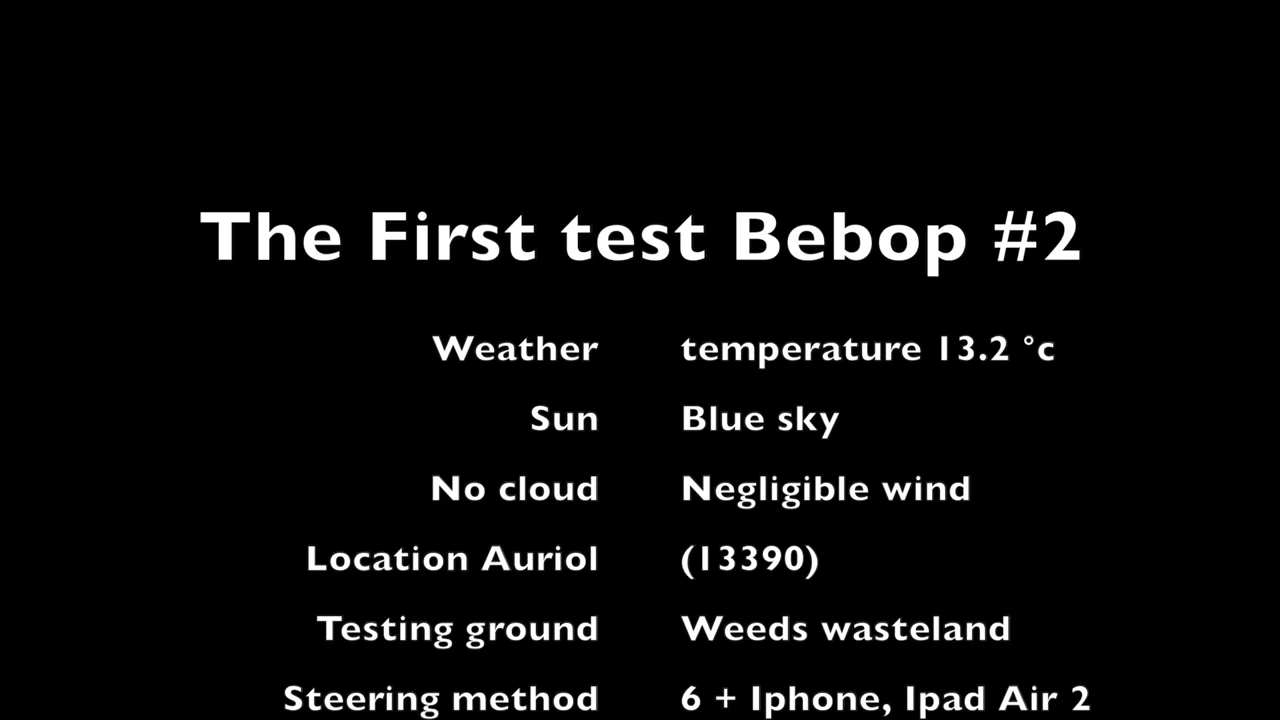 The First test Bebop #2
Weather temperature 13.2 °c
Sun Blue sky
No cloud Negligible wind
Location Auriol (13390)
Testing ground Weeds wasteland
Steering method 6 + Iphone, Ipad Air 2